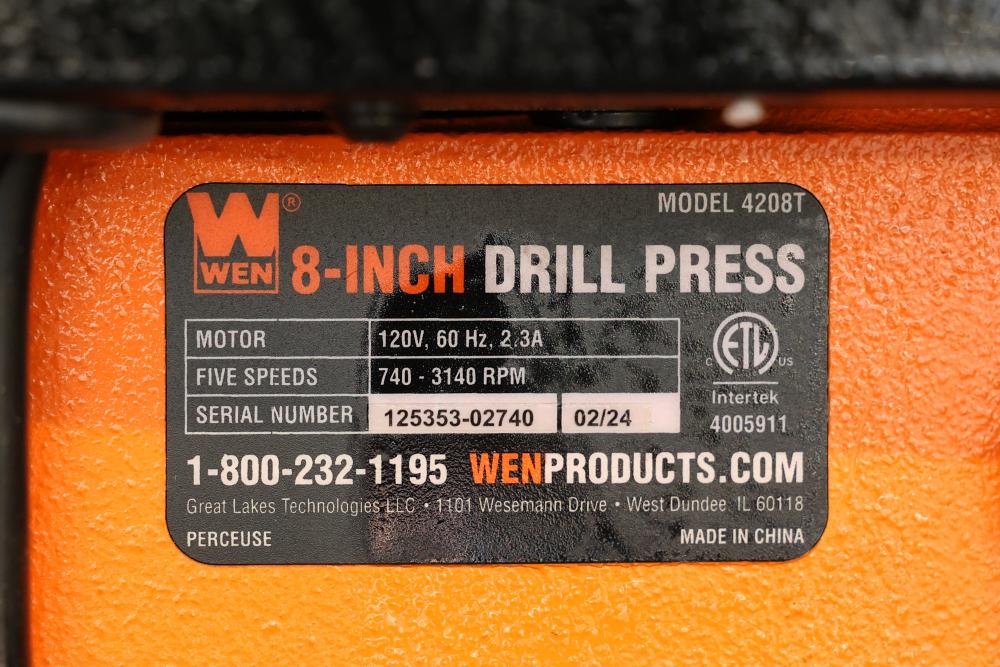 MODEL 4208T
W®
WEN 8-INCH DRILL PRESS
MOTOR 120V, 60 Hz, 2.3A
FIVE SPEEDS 740 - 3140 RPM
SERIAL NUMBER 125353-02740 02/24
C ETL US
Intertek
4005911
1-800-232-1195 WENPRODUCTS.COM
Great Lakes Technologies LLC • 1101 Wesemann Drive • West Dundee IL 60118
PERCEUSE MADE IN CHINA